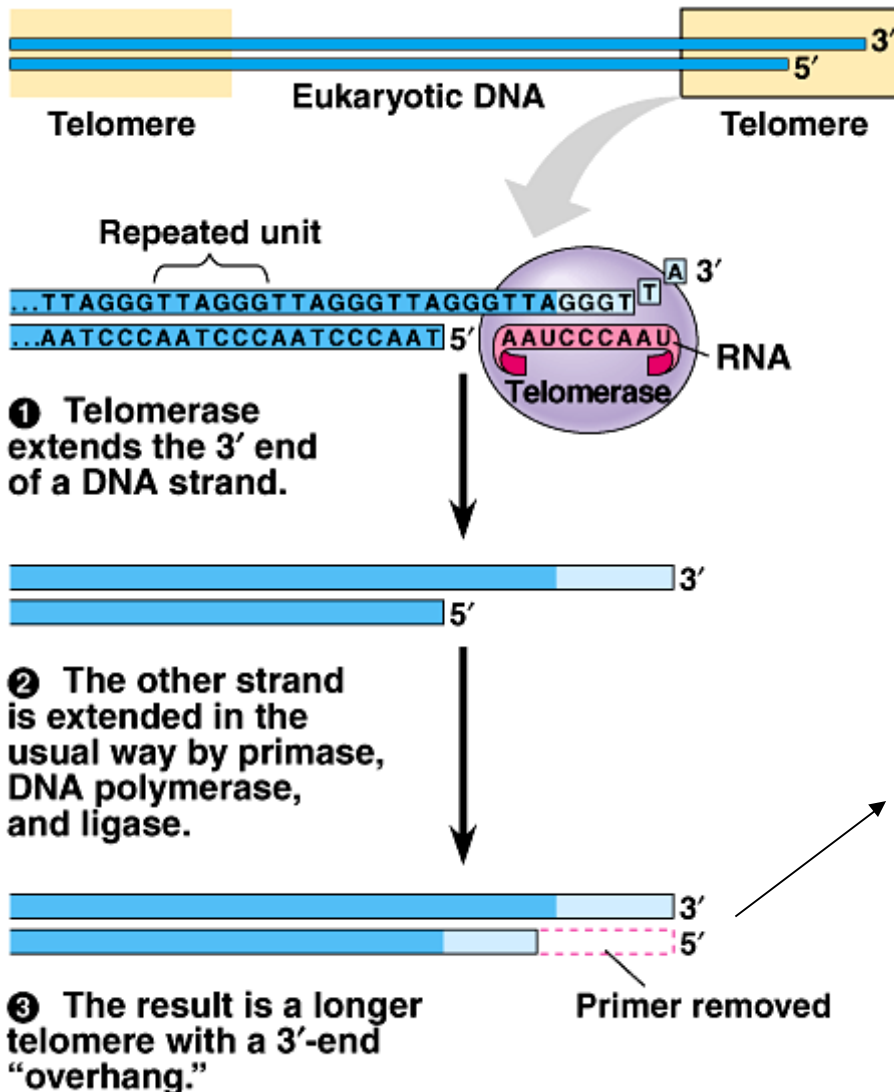 3′
5′
Eukaryotic DNA
Telomere
Telomere
Repeated unit
A 3′
T
...TTAGGGTTAGGGTTAGGGTTAGGGTTAGGGT
...AATCCCAATCCCAATCCCAAT 5′
AAUCCCAAU
RNA
Telomerase
❶ Telomerase
extends the 3′ end
of a DNA strand.
3′
5′
❷ The other strand
is extended in the
usual way by primase,
DNA polymerase,
and ligase.
3′
5′
Primer removed
❸ The result is a longer
telomere with a 3′-end
“overhang.”